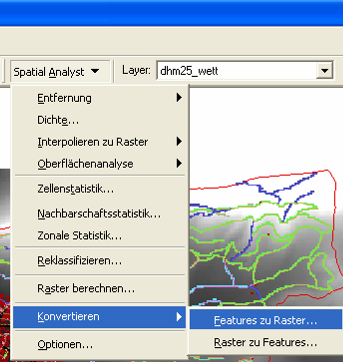 Spatial Analyst Layer: dhm25_wett
Entfernung
Dichte...
Interpolieren zu Raster
Oberflächenanalyse
Zellenstatistik...
Nachbarschaftsstatistik...
Zonale Statistik...
Reklassifizieren...
Raster berechnen...
Konvertieren
Features zu Raster...
Raster zu Features...
Optionen...